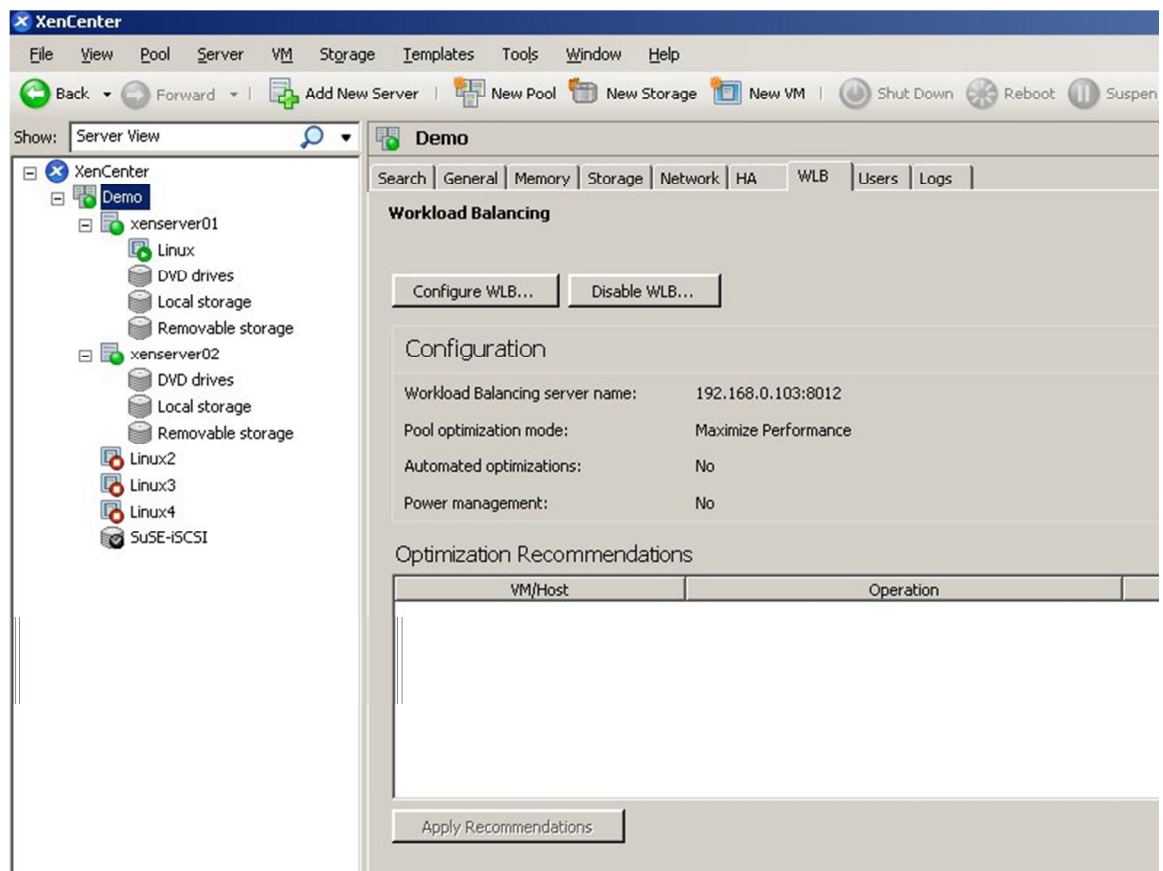 XenCenter
File View Pool Server VM Storage Templates Tools Window Help
Back Forward Add New Server New Pool New Storage New VM Shut Down Reboot Suspen
Show: Server View
Demo
XenCenter
Demo
xenserver01
Linux
DVD drives
Local storage
Removable storage
xenserver02
DVD drives
Local storage
Removable storage
Linux2
Linux3
Linux4
SuSE-iSCSI
Search General Memory Storage Network HA WLB Users Logs
Workload Balancing
Configure WLB... Disable WLB...
Configuration
Workload Balancing server name: 192.168.0.103:8012
Pool optimization mode: Maximize Performance
Automated optimizations: No
Power management: No
Optimization Recommendations
VM/Host Operation
Apply Recommendations